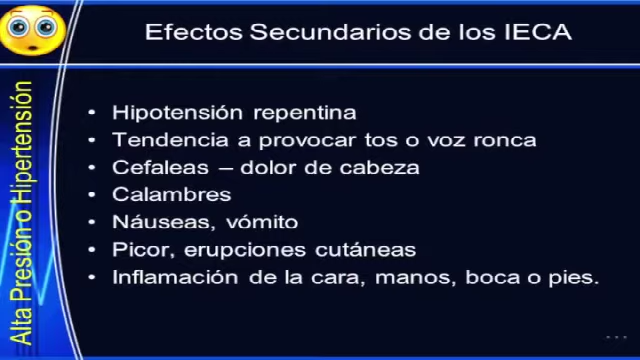 Efectos Secundarios de los IECA
• Hipotensión repentina
• Tendencia a provocar tos o voz ronca
• Cefaleas – dolor de cabeza
• Calambres
• Náuseas, vómito
• Picor, erupciones cutáneas
• Inflamación de la cara, manos, boca o pies.
Alta Presión o Hipertensión
...